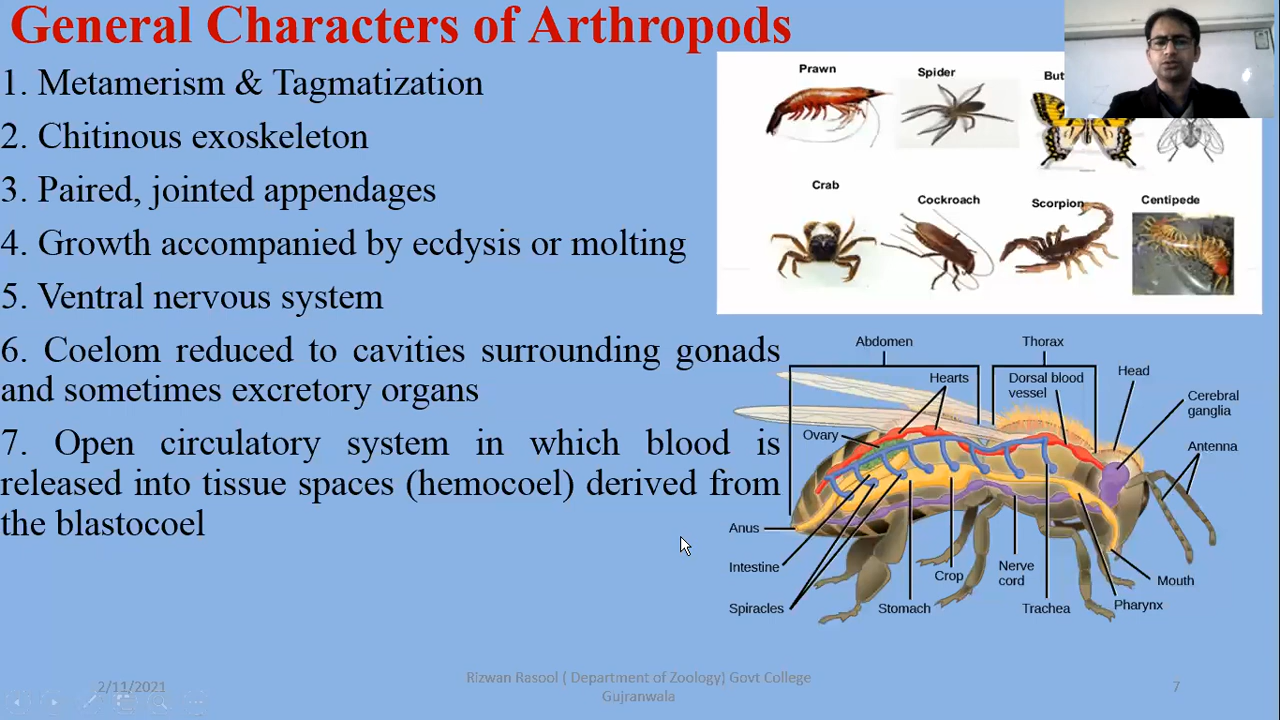 General Characters of Arthropods
1. Metamerism & Tagmatization
2. Chitinous exoskeleton
3. Paired, jointed appendages
4. Growth accompanied by ecdysis or molting
5. Ventral nervous system
6. Coelom reduced to cavities surrounding gonads
and sometimes excretory organs
7. Open circulatory system in which blood is
released into tissue spaces (hemocoel) derived from
the blastocoel
Prawn
Spider
Crab
Cockroach
Scorpion
Centipede
Abdomen
Thorax
Hearts
Dorsal blood
vessel
Head
Cerebral
ganglia
Ovary
Antenna
Anus
Intestine
Crop
Nerve
cord
Mouth
Spiracles
Stomach
Trachea
Pharynx
2/11/2021
Rizwan Rasool ( Department of Zoology) Govt College
Gujranwala
7